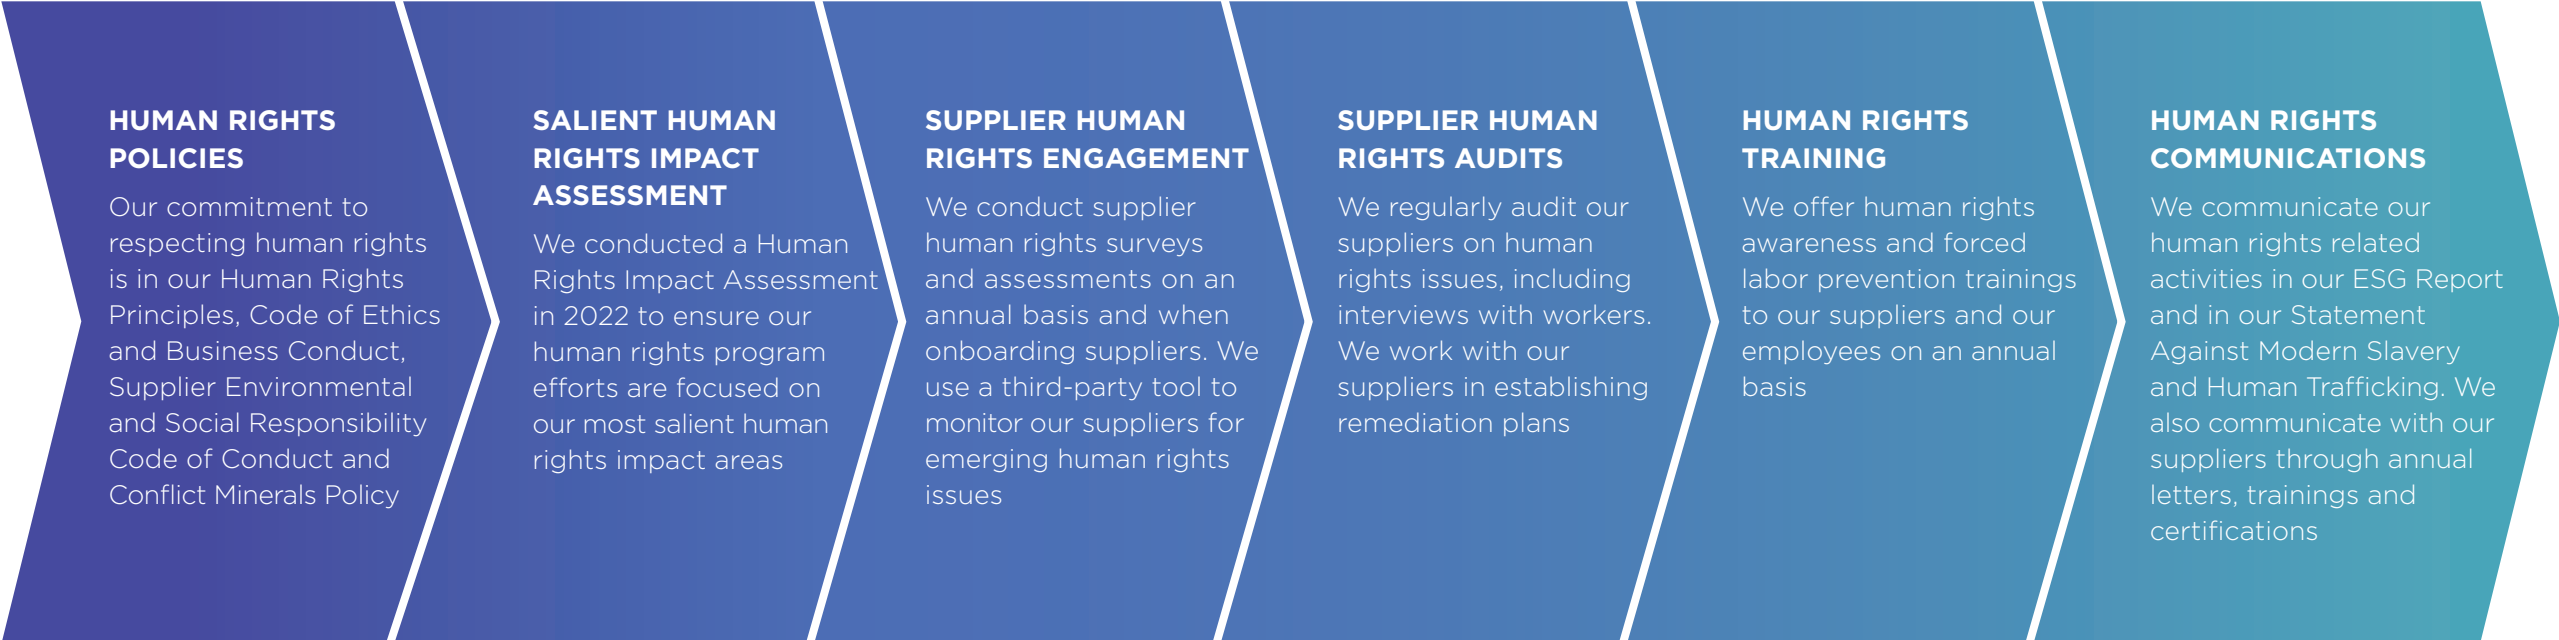 HUMAN RIGHTS
POLICIES
Our commitment to
respecting human rights
is in our Human Rights
Principles, Code of Ethics
and Business Conduct,
Supplier Environmental
and Social Responsibility
Code of Conduct and
Conflict Minerals Policy
SALIENT HUMAN
RIGHTS IMPACT
ASSESSMENT
We conducted a Human
Rights Impact Assessment
in 2022 to ensure our
human rights program
efforts are focused on
our most salient human
rights impact areas
SUPPLIER HUMAN
RIGHTS ENGAGEMENT
We conduct supplier
human rights surveys
and assessments on an
annual basis and when
onboarding suppliers. We
use a third-party tool to
monitor our suppliers for
emerging human rights
issues
SUPPLIER HUMAN
RIGHTS AUDITS
We regularly audit our
suppliers on human
rights issues, including
interviews with workers.
We work with our
suppliers in establishing
remediation plans
HUMAN RIGHTS
TRAINING
We offer human rights
awareness and forced
labor prevention trainings
to our suppliers and our
employees on an annual
basis
HUMAN RIGHTS
COMMUNICATIONS
We communicate our
human rights related
activities in our ESG Report
and in our Statement
Against Modern Slavery
and Human Trafficking. We
also communicate with our
suppliers through annual
letters, trainings and
certifications